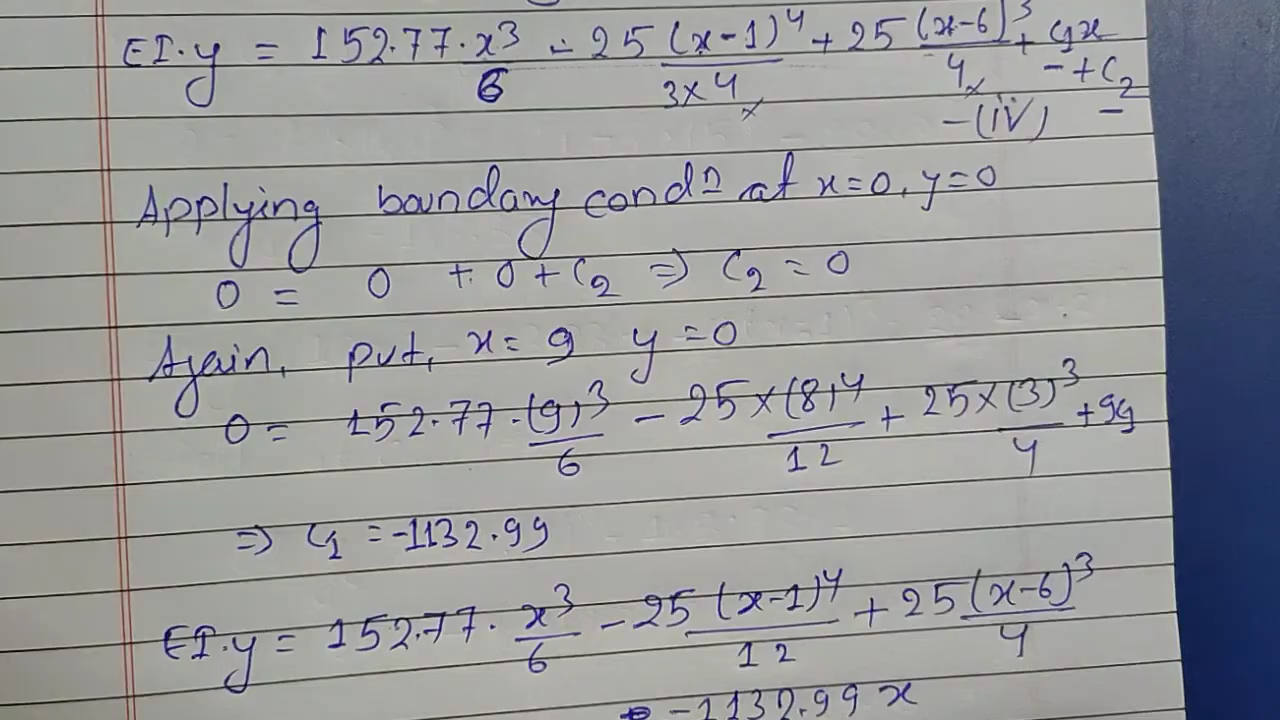 EI.y = 152.77.x³/6 - 25(x-1)⁴/3x4 + 25(x-6)³/4 + C₁x + C₂
-(iv)
Applying bandary condn at x=0, y=0
0 = 0 + 0 + C₂ ⇒ C₂ = 0
Again, put, x = 9 y = 0
0 = 152.77.(9)³/6 - 25×(8)⁴/12 + 25×(3)³/4 + 9C₁
⇒ C₁ = -1132.99
EI.y = 152.77. x³/6 - 25(x-1)⁴/12 + 25(x-6)³/4
-1132.99 x